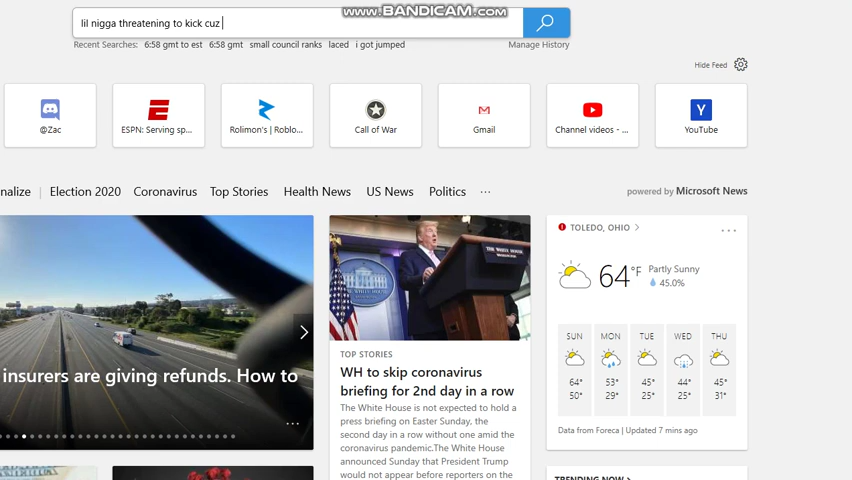 www.BANDICAM.com
lil nigga threatening to kick cuz
Recent Searches: 6:58 gmt to est 6:58 gmt small council ranks laced i got jumped
Manage History
Hide Feed
@Zac
ESPN: Serving sp...
Rolimon's | Roblo...
Call of War
Gmail
Channel videos - ...
Y
YouTube
nalize | Election 2020 Coronavirus Top Stories Health News US News Politics ...
powered by Microsoft News
insurers are giving refunds. How to
...
THE WHITE HOUSE
WASHINGTON
TOP STORIES
WH to skip coronavirus
briefing for 2nd day in a row
The White House is not expected to hold a
press briefing on Easter Sunday, the
second day in a row without one amid the
coronavirus pandemic.The White House
announced Sunday that President Trump
would not appear before reporters on the
TOLEDO, OHIO >
...
64°F
Partly Sunny
45.0%
SUN MON TUE WED THU
64° 53° 45° 44° 45°
50° 29° 25° 25° 31°
Data from Foreca | Updated 7 mins ago
TRENDING NOW >